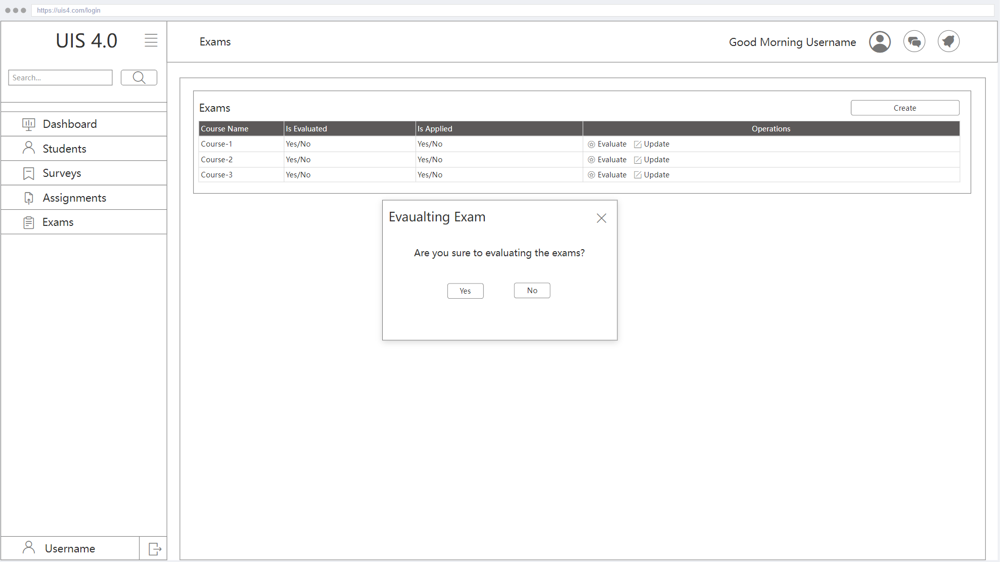 https://uis4.com/login
UIS 4.0
Exams
Good Morning Username
Search...
Dashboard
Students
Surveys
Assignments
Exams
Exams
Create
Course Name Is Evaluated Is Applied Operations
Course-1 Yes/No Yes/No Evaluate Update
Course-2 Yes/No Yes/No Evaluate Update
Course-3 Yes/No Yes/No Evaluate Update
Evaualting Exam
Are you sure to evaluating the exams?
Yes No
Username